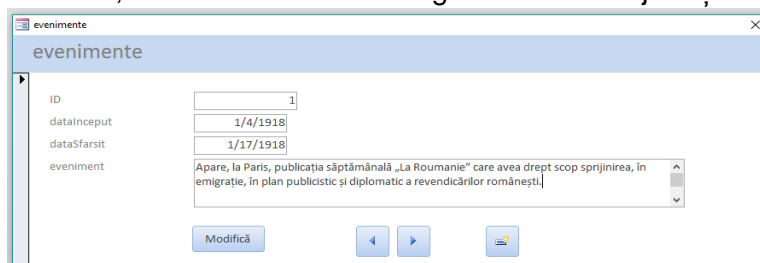 evenimente
evenimente
ID 1
dataInceput 1/4/1918
dataSfarsit 1/17/1918
eveniment Apare, la Paris, publicația săptămânală „La Roumanie” care avea drept scop sprijinirea, în
emigrație, în plan publicistic și diplomatic a revendicărilor românești.
Modifică